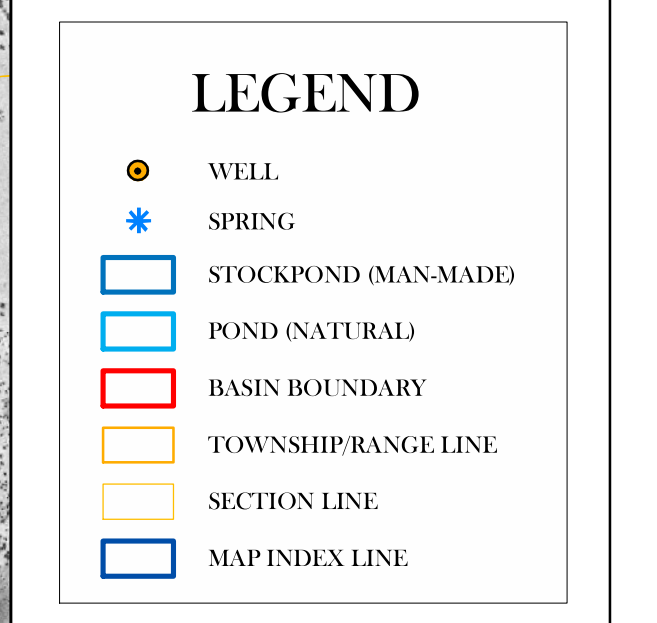 LEGEND
WELL
SPRING
STOCKPOND (MAN-MADE)
POND (NATURAL)
BASIN BOUNDARY
TOWNSHIP/RANGE LINE
SECTION LINE
MAP INDEX LINE